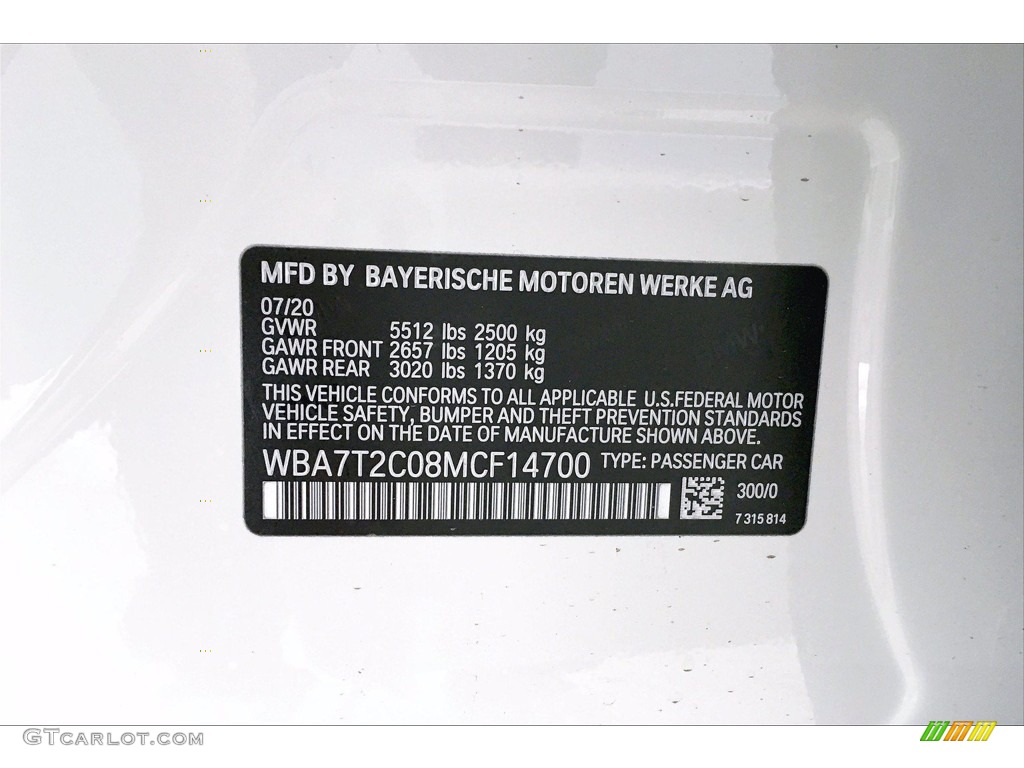 MFD BY BAYERISCHE MOTOREN WERKE AG
07/20
GVWR 5512 lbs 2500 kg
GAWR FRONT 2657 lbs 1205 kg
GAWR REAR 3020 lbs 1370 kg
THIS VEHICLE CONFORMS TO ALL APPLICABLE U.S.FEDERAL MOTOR
VEHICLE SAFETY, BUMPER AND THEFT PREVENTION STANDARDS
IN EFFECT ON THE DATE OF MANUFACTURE SHOWN ABOVE.
WBA7T2C08MCF14700 TYPE: PASSENGER CAR
300/0
7 315 814
GTCARLOT.COM